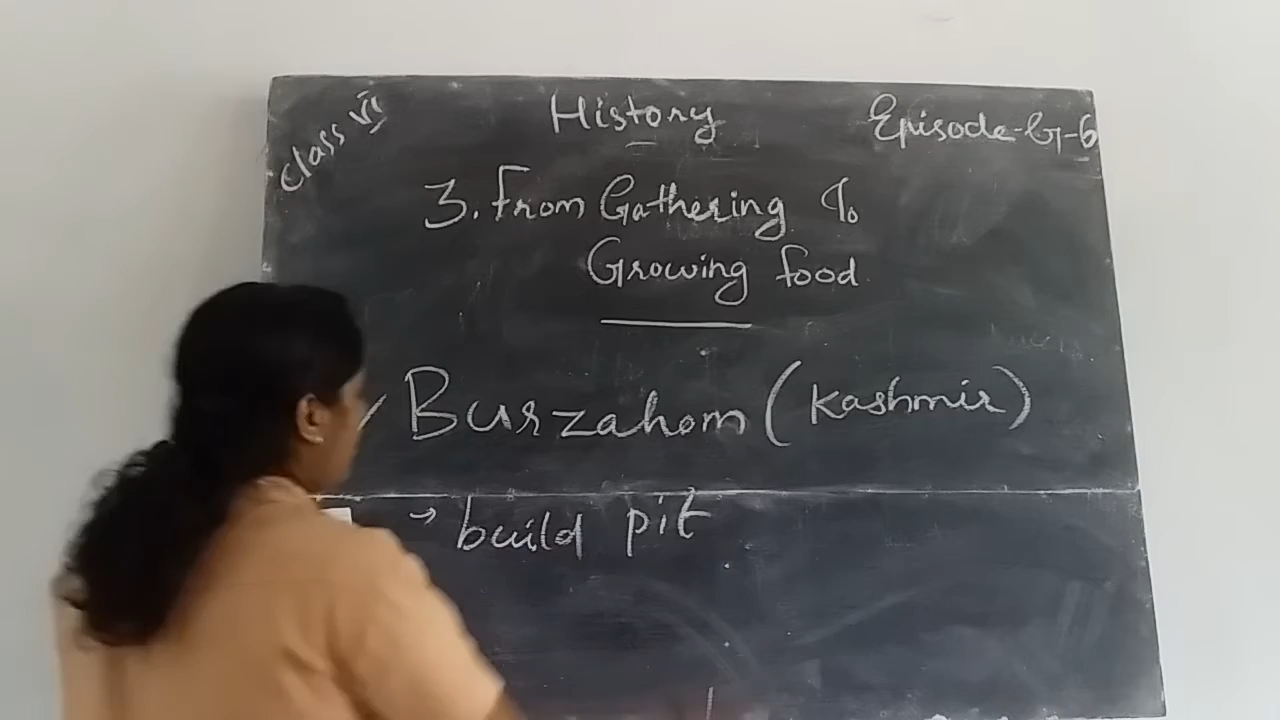 Class VI
History
Episode-G-6
3. From Gathering to
Growing food
Burzahom (Kashmir)
→ build pit